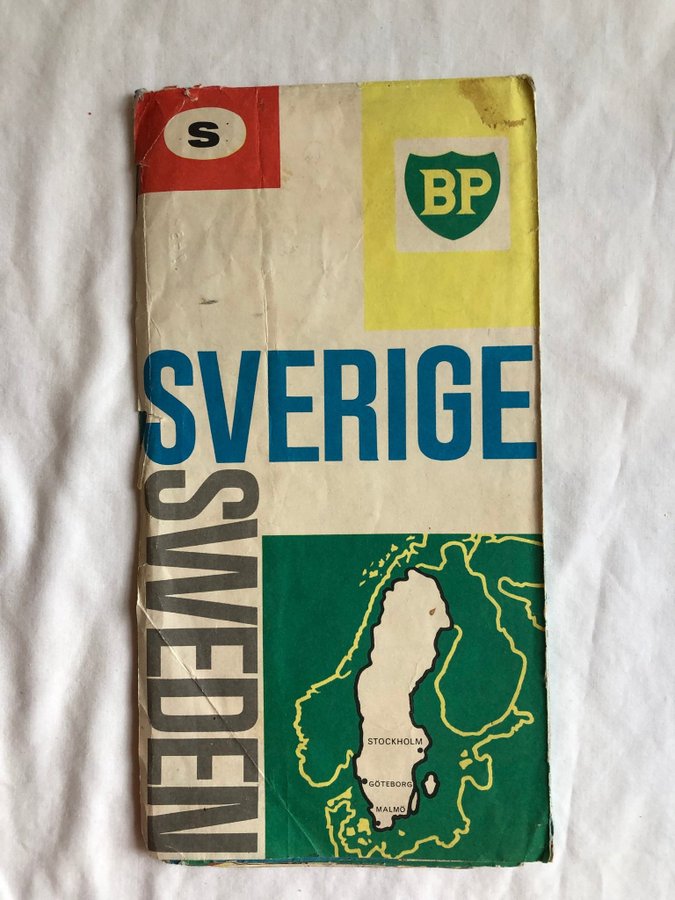 S
BP
SVERIGE
SWEDEN
STOCKHOLM
GÖTEBORG
MALMÖ